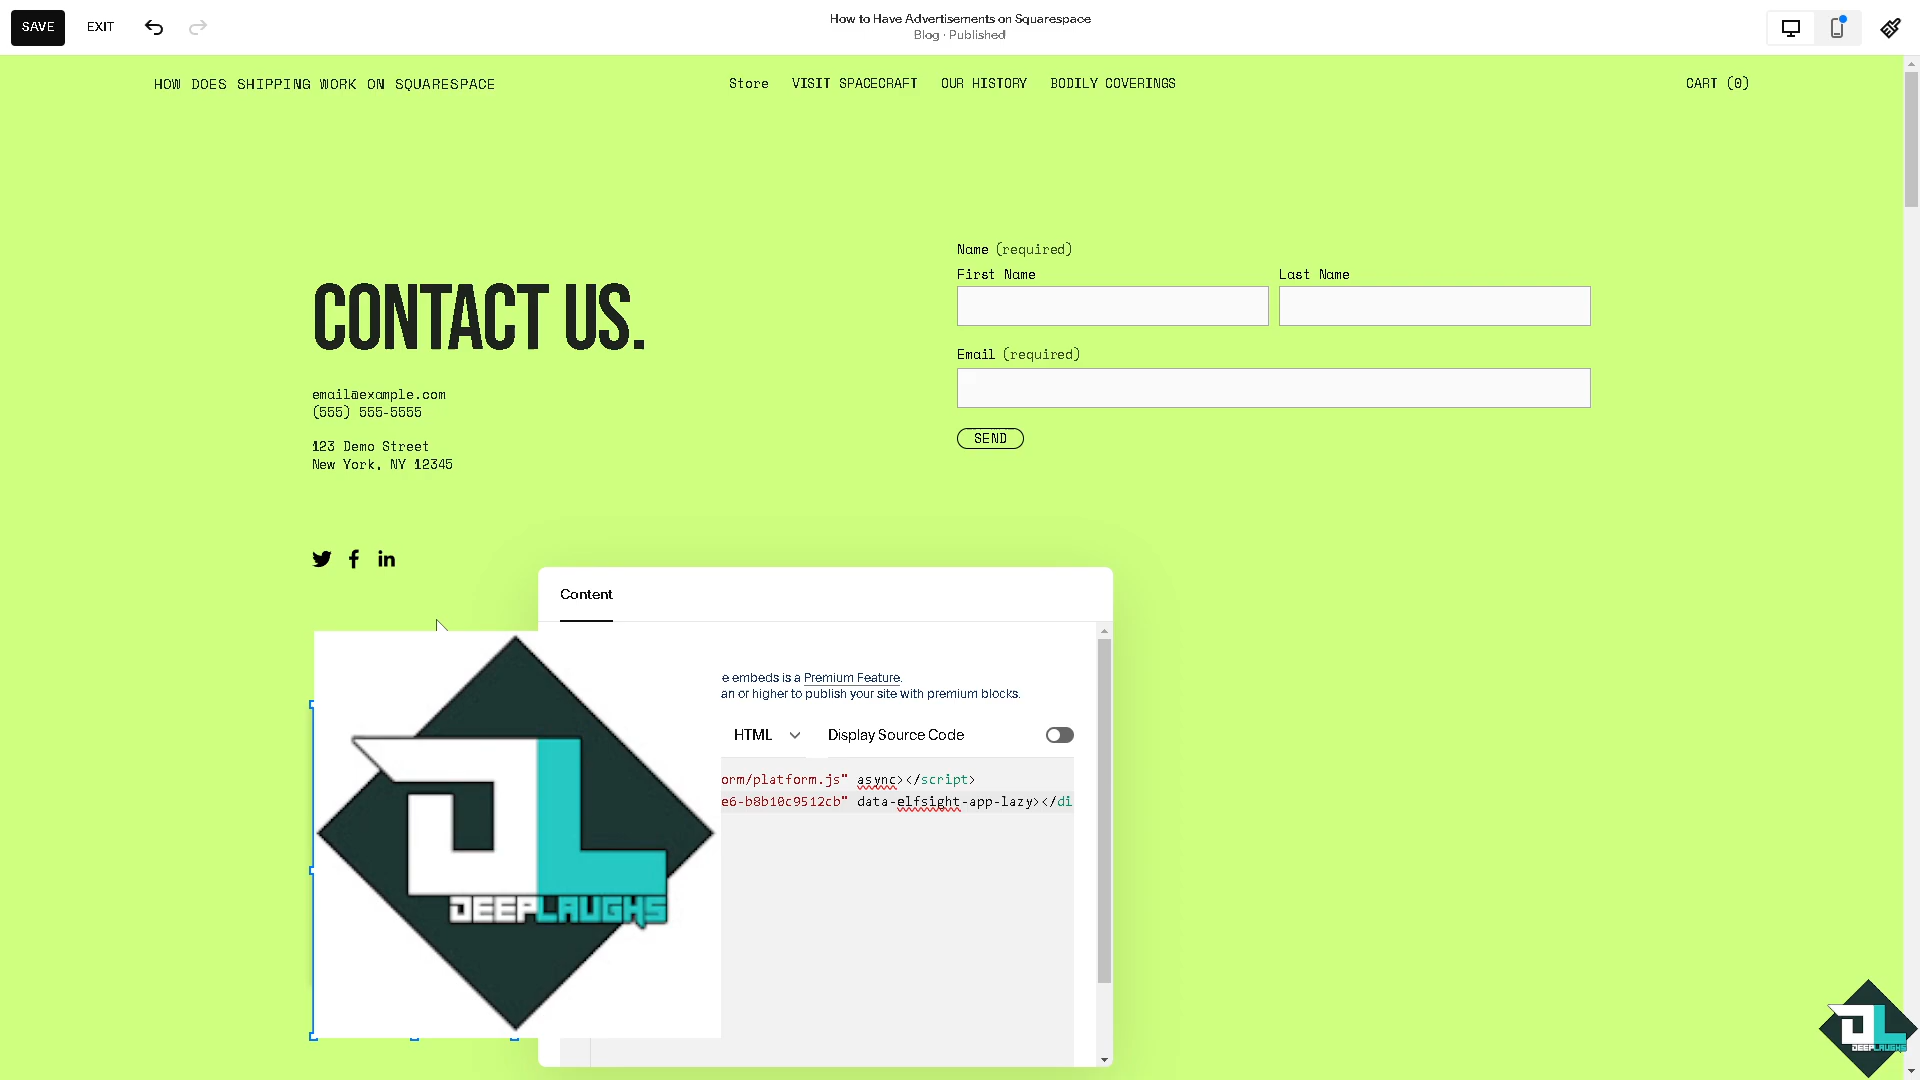 SAVE EXIT
How to Have Advertisements on Squarespace
Blog · Published
HOW DOES SHIPPING WORK ON SQUARESPACE
Store VISIT SPACECRAFT OUR HISTORY BODILY COVERINGS
CART (0)
CONTACT US.
email@example.com
(555) 555-5555
123 Demo Street
New York, NY 12345
Name (required)
First Name Last Name
Email (required)
SEND
Content
e embeds is a Premium Feature.
an or higher to publish your site with premium blocks.
HTML Display Source Code
orm/platform.js" async></script>
e6-b8b10c9512cb" data-elfsight-app-lazy></di
DEEPLAUGHS
DEEPLAUGHS